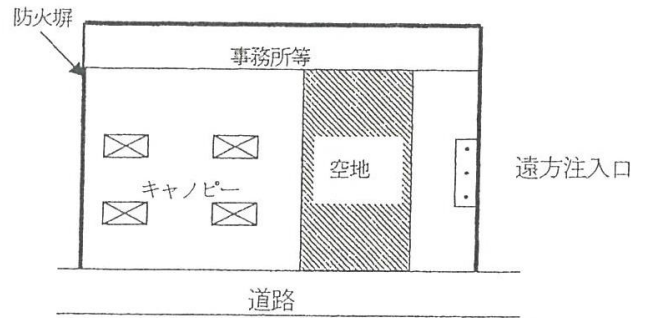 防火塀
事務所等
空地
遠方注入口
キャノピー
道路